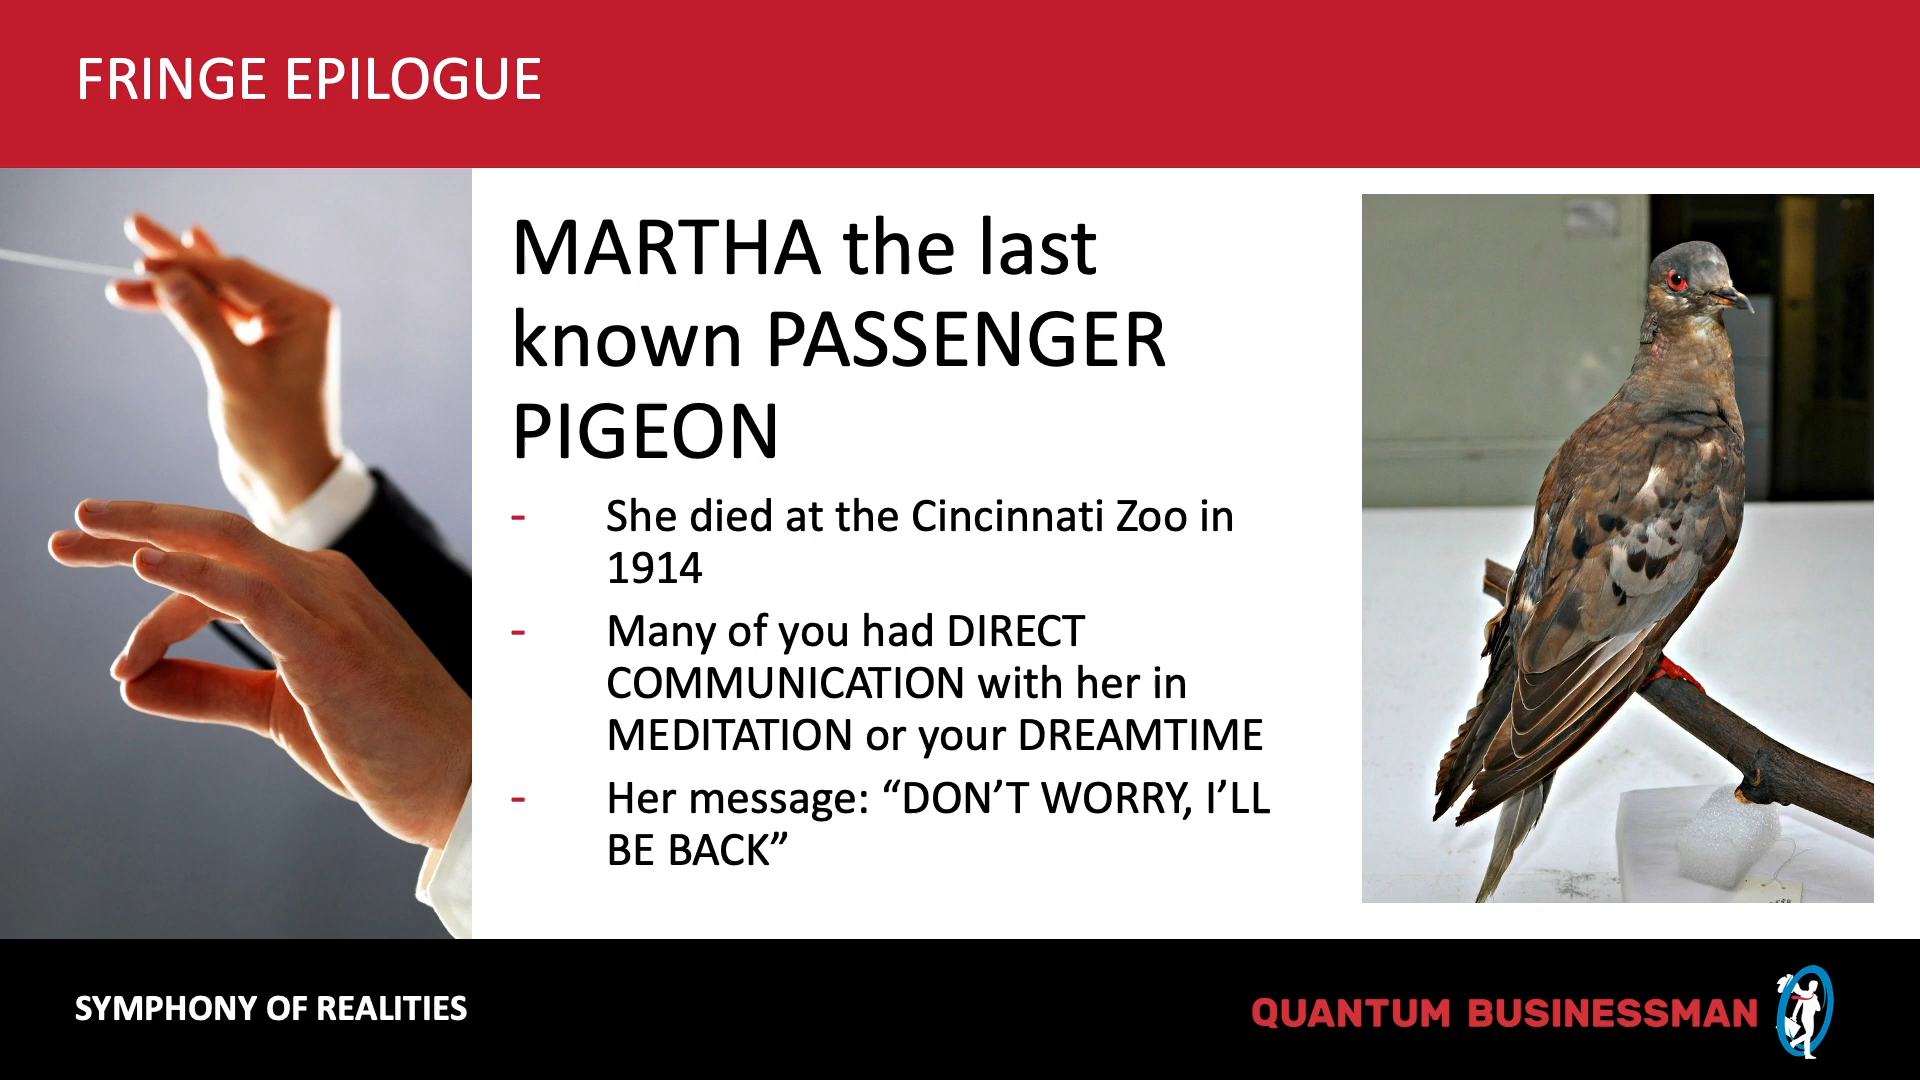 FRINGE EPILOGUE
MARTHA the last
known PASSENGER
PIGEON
- She died at the Cincinnati Zoo in
1914
- Many of you had DIRECT
COMMUNICATION with her in
MEDITATION or your DREAMTIME
- Her message: “DON’T WORRY, I’LL
BE BACK”
SYMPHONY OF REALITIES
QUANTUM BUSINESSMAN